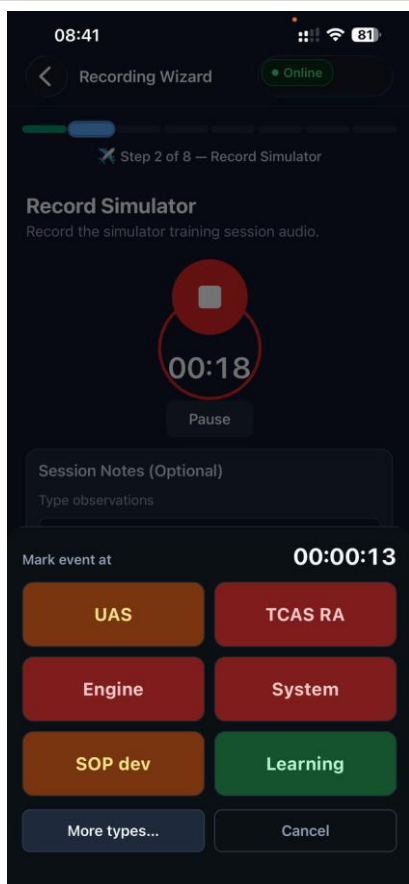 08:41
81
Recording Wizard
Online
Step 2 of 8 — Record Simulator
Record Simulator
Record the simulator training session audio.
00:18
Pause
Session Notes (Optional)
Type observations
Mark event at
00:00:13
UAS
TCAS RA
Engine
System
SOP dev
Learning
More types...
Cancel